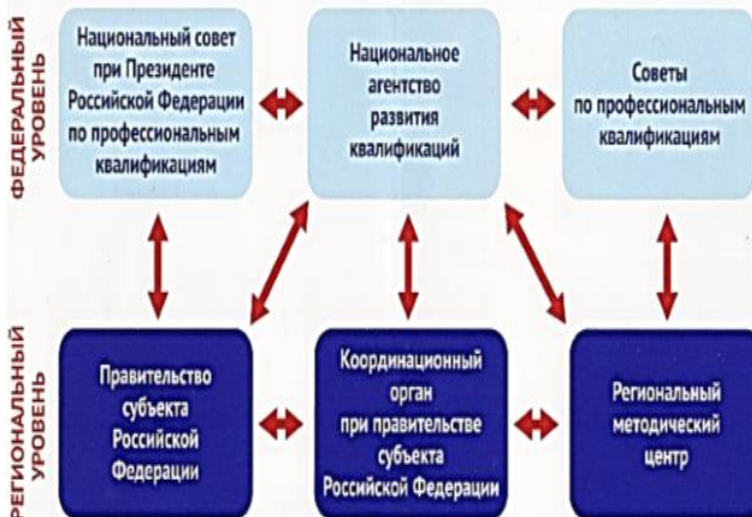 ФЕДЕРАЛЬНЫЙ
УРОВЕНЬ
Национальный совет
при Президенте
Российской Федерации
по профессиональным
квалификациям
Национальное
агентство
развития
квалификаций
Советы
по профессиональным
квалификациям
РЕГИОНАЛЬНЫЙ
УРОВЕНЬ
Правительство
субъекта
Российской
Федерации
Координационный
орган
при правительстве
субъекта
Российской Федерации
Региональный
методический
центр